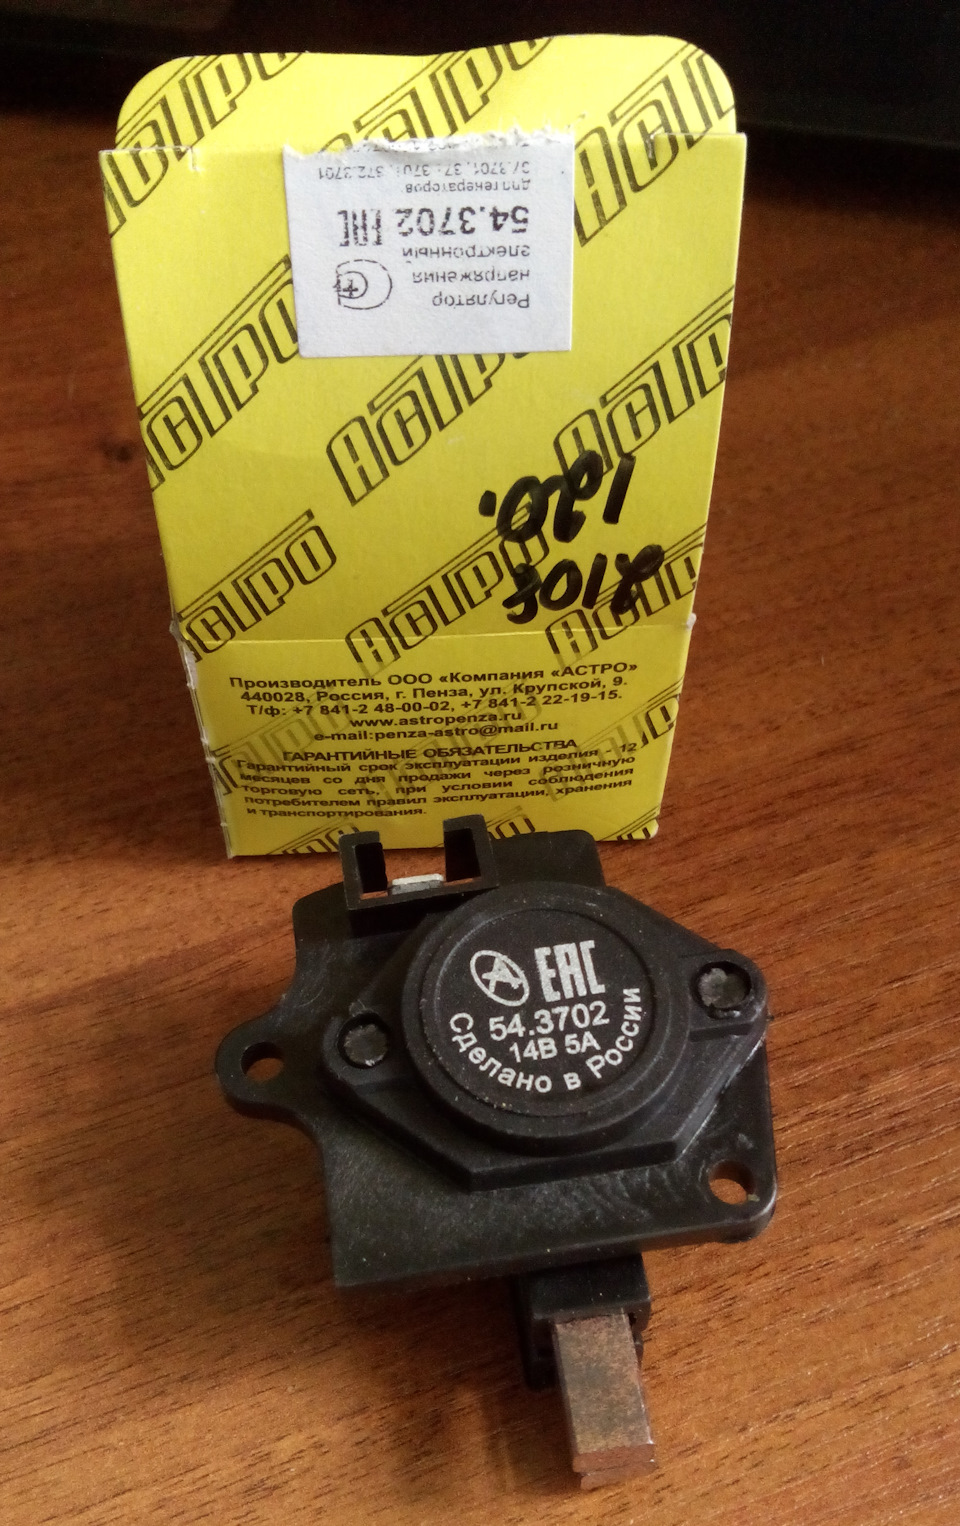 Регулятор
напряжения
электронный
54.3702 ЕАС
для генераторов
37.3701, 372.3701
Астро
2108
120.
Производитель ООО «Компания «АСТРО»
440028, Россия, г. Пенза, ул. Крупской, 9.
Т/ф: +7 841-2 48-00-02, +7 841-2 22-19-15.
www.astropenza.ru
e-mail:penza-astro@mail.ru
ГАРАНТИЙНЫЕ ОБЯЗАТЕЛЬСТВА
Гарантийный срок эксплуатации изделия - 12
месяцев со дня продажи через розничную
торговую сеть, при условии соблюдения
потребителем правил эксплуатации, хранения
и транспортирования.
ЕАС
54.3702
14В 5А
Сделано в России